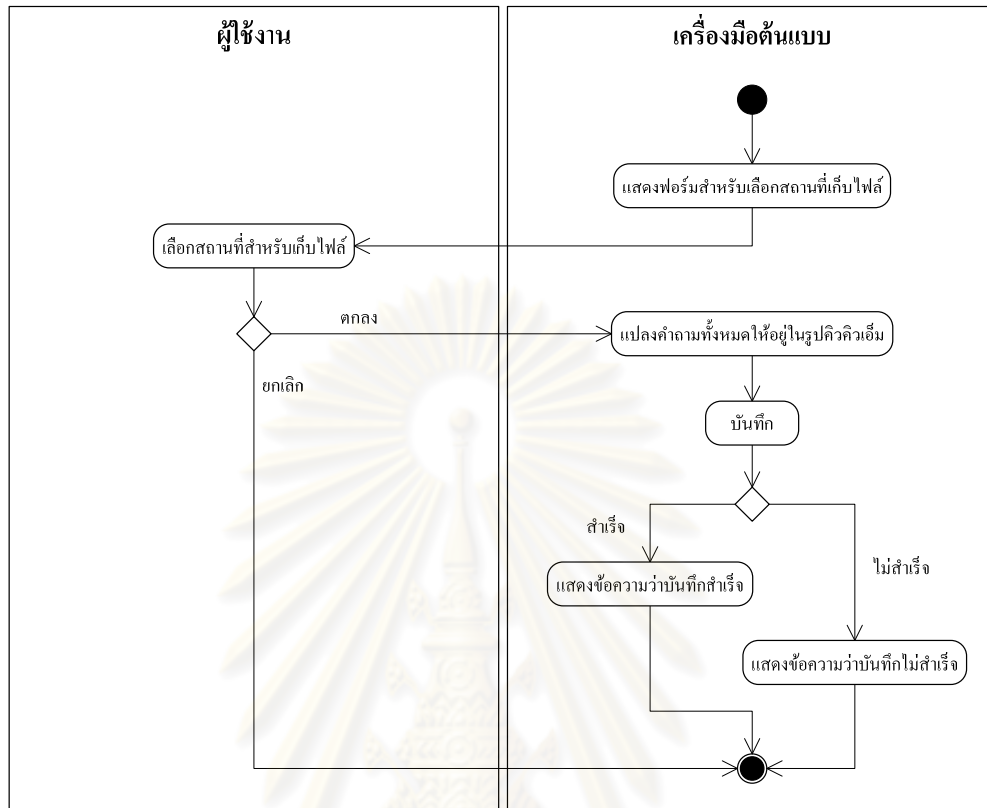 ผู้ใช้งาน
เครื่องมือต้นแบบ
แสดงฟอร์มสำหรับเลือกสถานที่เก็บไฟล์
เลือกสถานที่สำหรับเก็บไฟล์
ตกลง
แปลงคำถามทั้งหมดให้อยู่ในรูปคิวคิวเอ็ม
ยกเลิก
บันทึก
สำเร็จ
ไม่สำเร็จ
แสดงข้อความว่าบันทึกสำเร็จ
แสดงข้อความว่าบันทึกไม่สำเร็จ